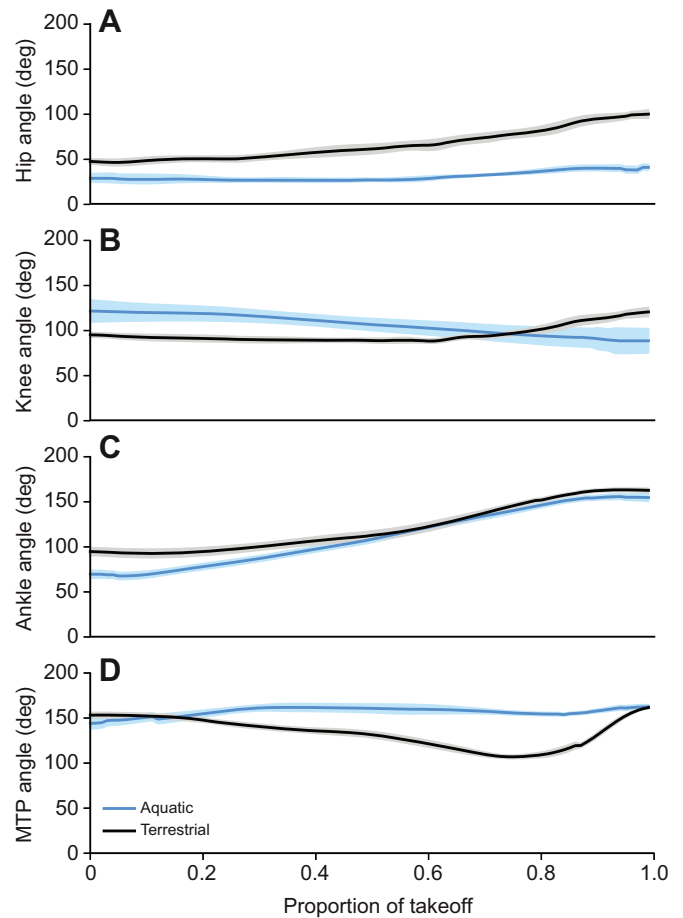 A
200
150
100
50
0
Hip angle (deg)
B
200
150
100
50
0
Knee angle (deg)
C
200
150
100
50
0
Ankle angle (deg)
D
200
150
100
50
0
MTP angle (deg)
Aquatic
Terrestrial
0 0.2 0.4 0.6 0.8 1.0
Proportion of takeoff